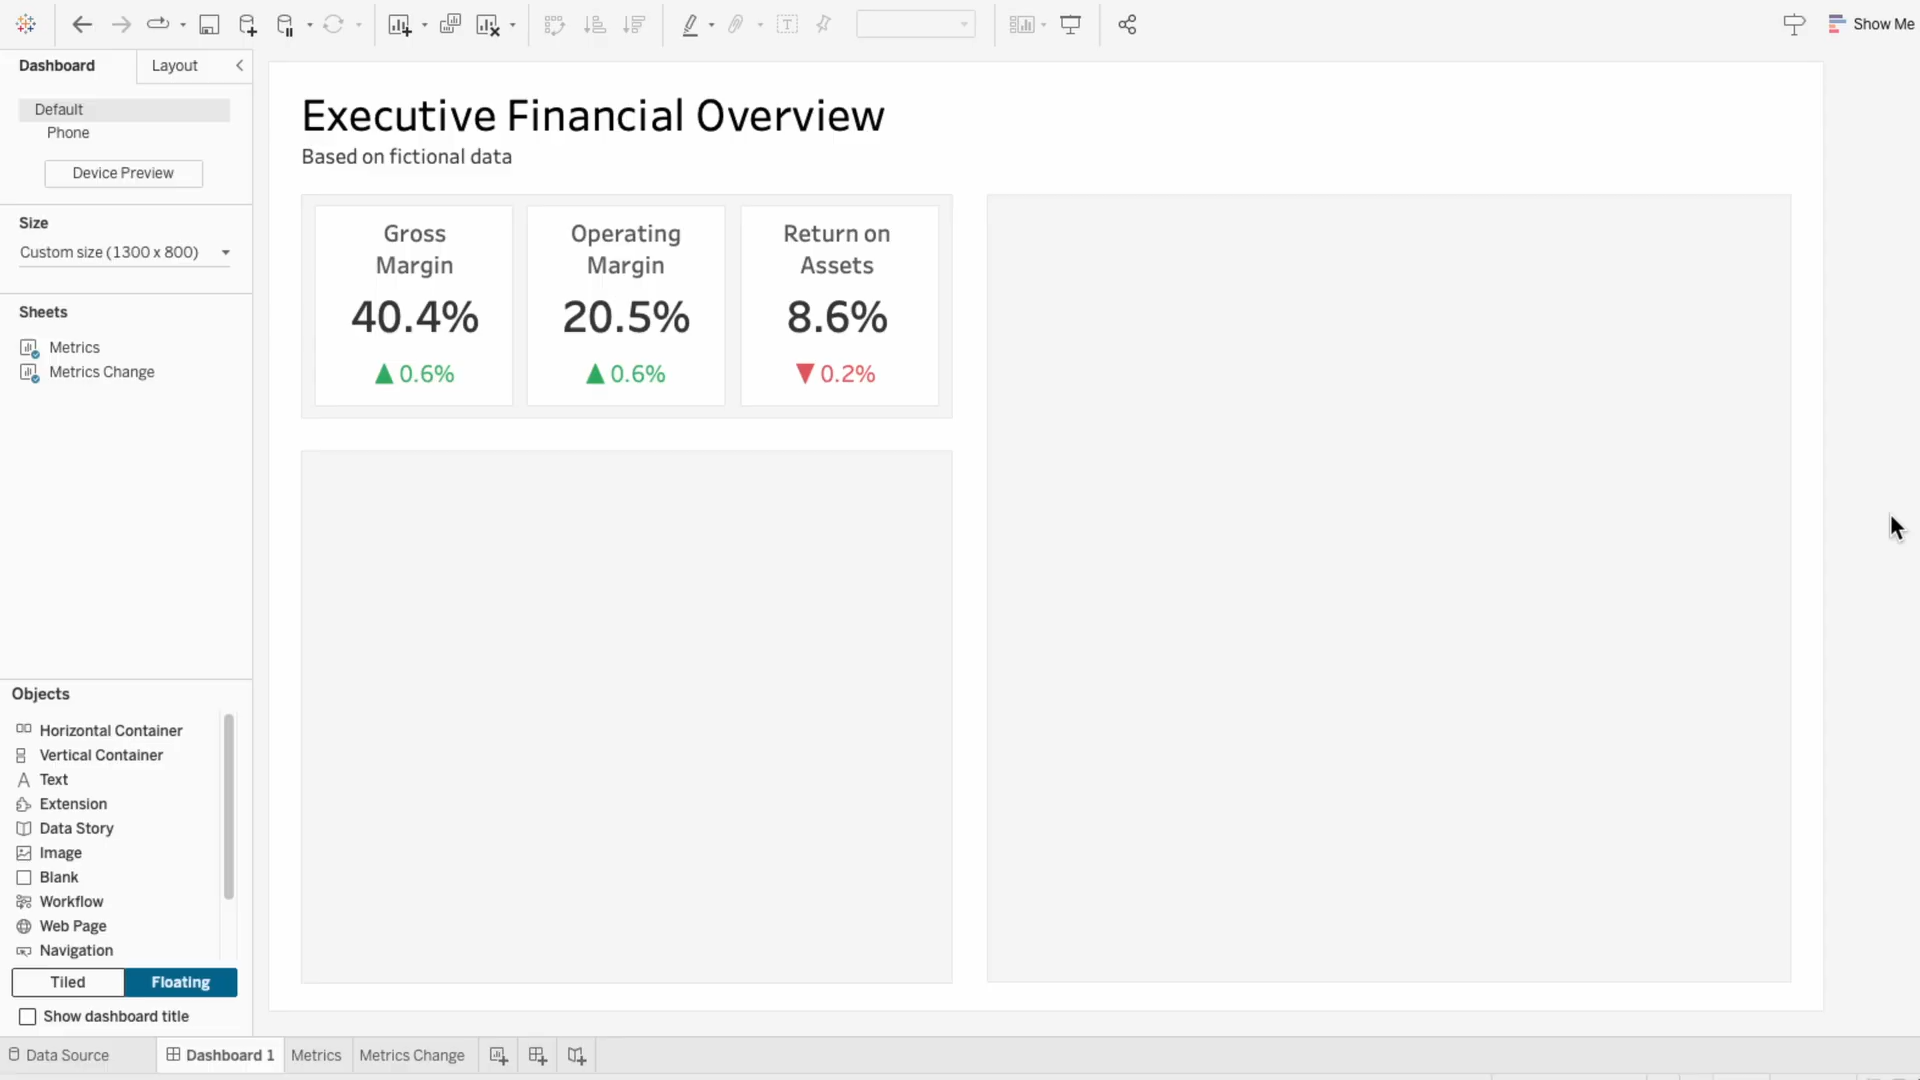 Show Me
Dashboard
Layout
Default
Phone
Device Preview
Size
Custom size (1300 x 800)
Sheets
Metrics
Metrics Change
Objects
Horizontal Container
Vertical Container
Text
Extension
Data Story
Image
Blank
Workflow
Web Page
Navigation
Tiled
Floating
Show dashboard title
Executive Financial Overview
Based on fictional data
Gross
Margin
40.4%
▲ 0.6%
Operating
Margin
20.5%
▲ 0.6%
Return on
Assets
8.6%
▼ 0.2%
Data Source
Dashboard 1
Metrics
Metrics Change